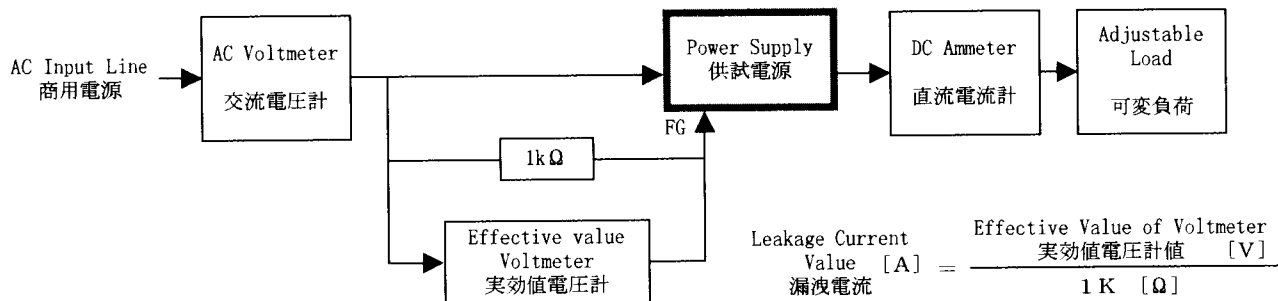 AC Input Line
商用電源
AC Voltmeter
交流電圧計
Power Supply
供試電源
DC Ammeter
直流電流計
Adjustable
Load
可変負荷
FG
1kΩ
Effective value
Voltmeter
実効値電圧計
Leakage Current
Value [A] =
漏洩電流
Effective Value of Voltmeter
実効値電圧計値 [V]
1 K [Ω]